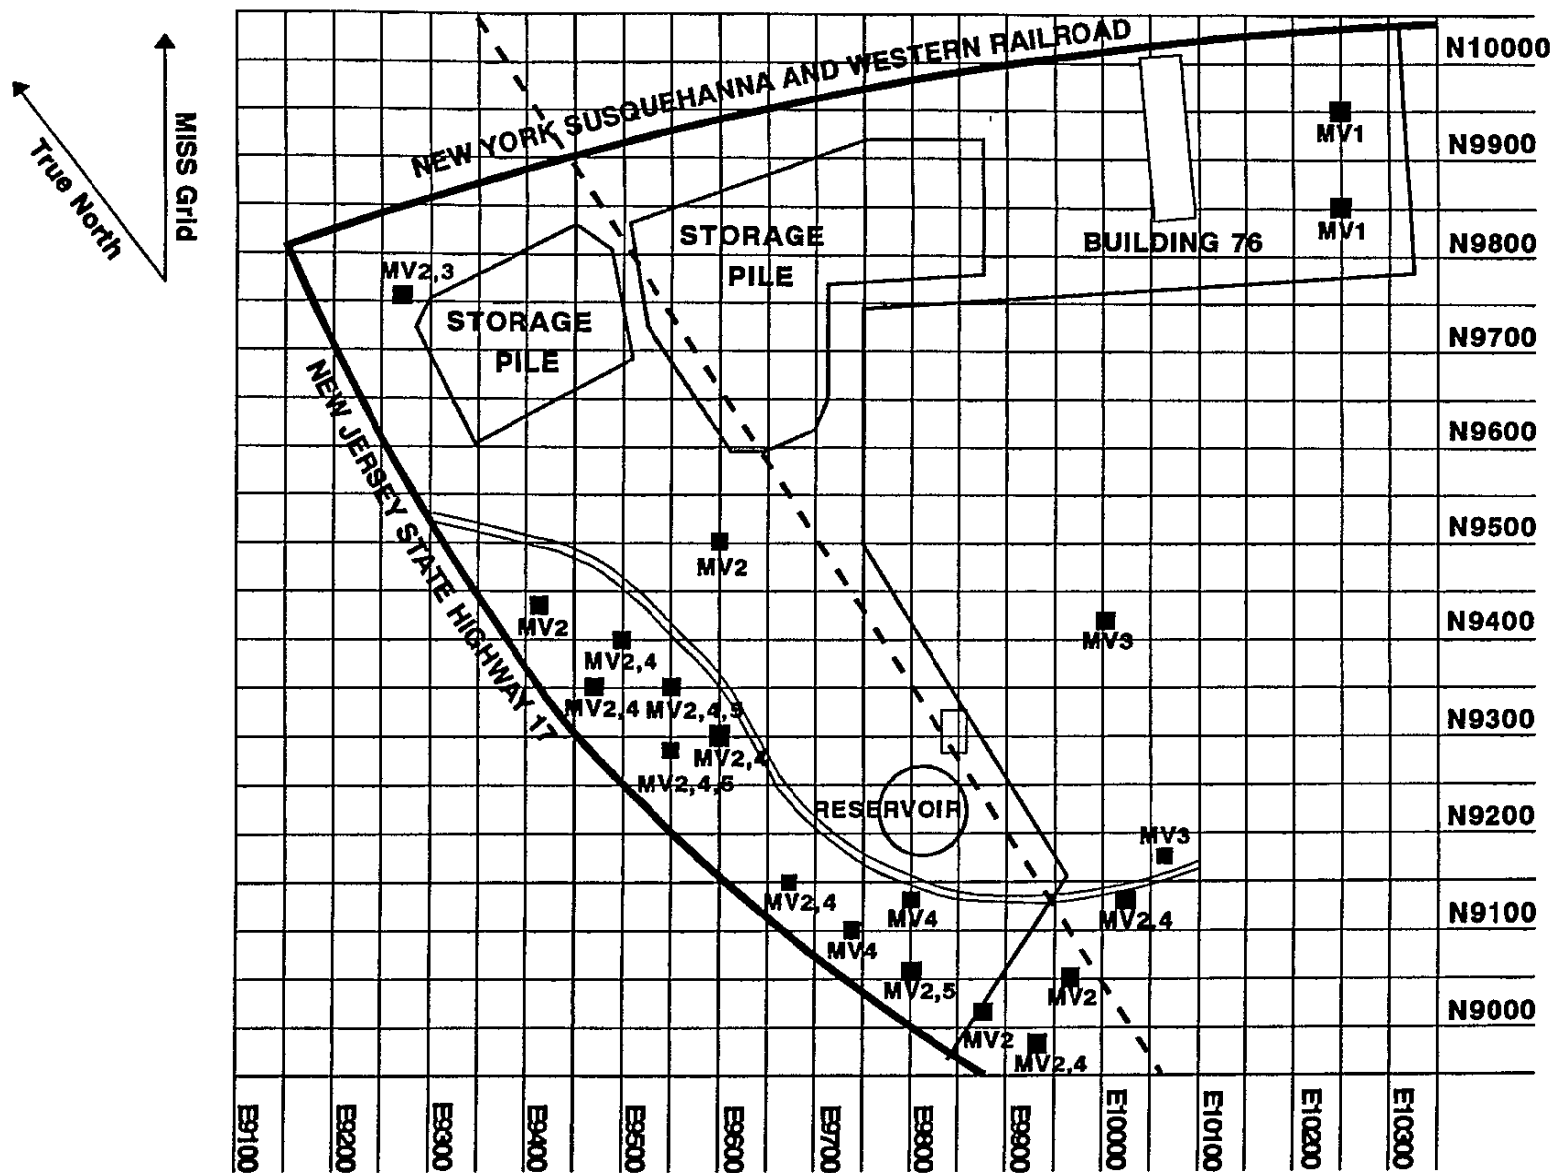 NEW YORK SUSQUEHANNA AND WESTERN RAILROAD
N10000
MISS Grid
True North
MV1
N9900
STORAGE
PILE
MV1
BUILDING 76
N9800
MV2,3
STORAGE
PILE
N9700
NEW JERSEY STATE HIGHWAY 17
N9600
N9500
MV2
MV2
N9400
MV3
MV2,4
MV2,4
MV2,4,5
N9300
MV2,4
MV2,4,5
RESERVOIR
N9200
MV3
MV2,4
MV4
MV2,4
N9100
MV4
MV2,5
MV2
N9000
MV2
MV2,4
E9100
E9200
E9300
E9400
E9500
E9600
E9700
E9800
E9900
E10000
E10100
E10200
E10300